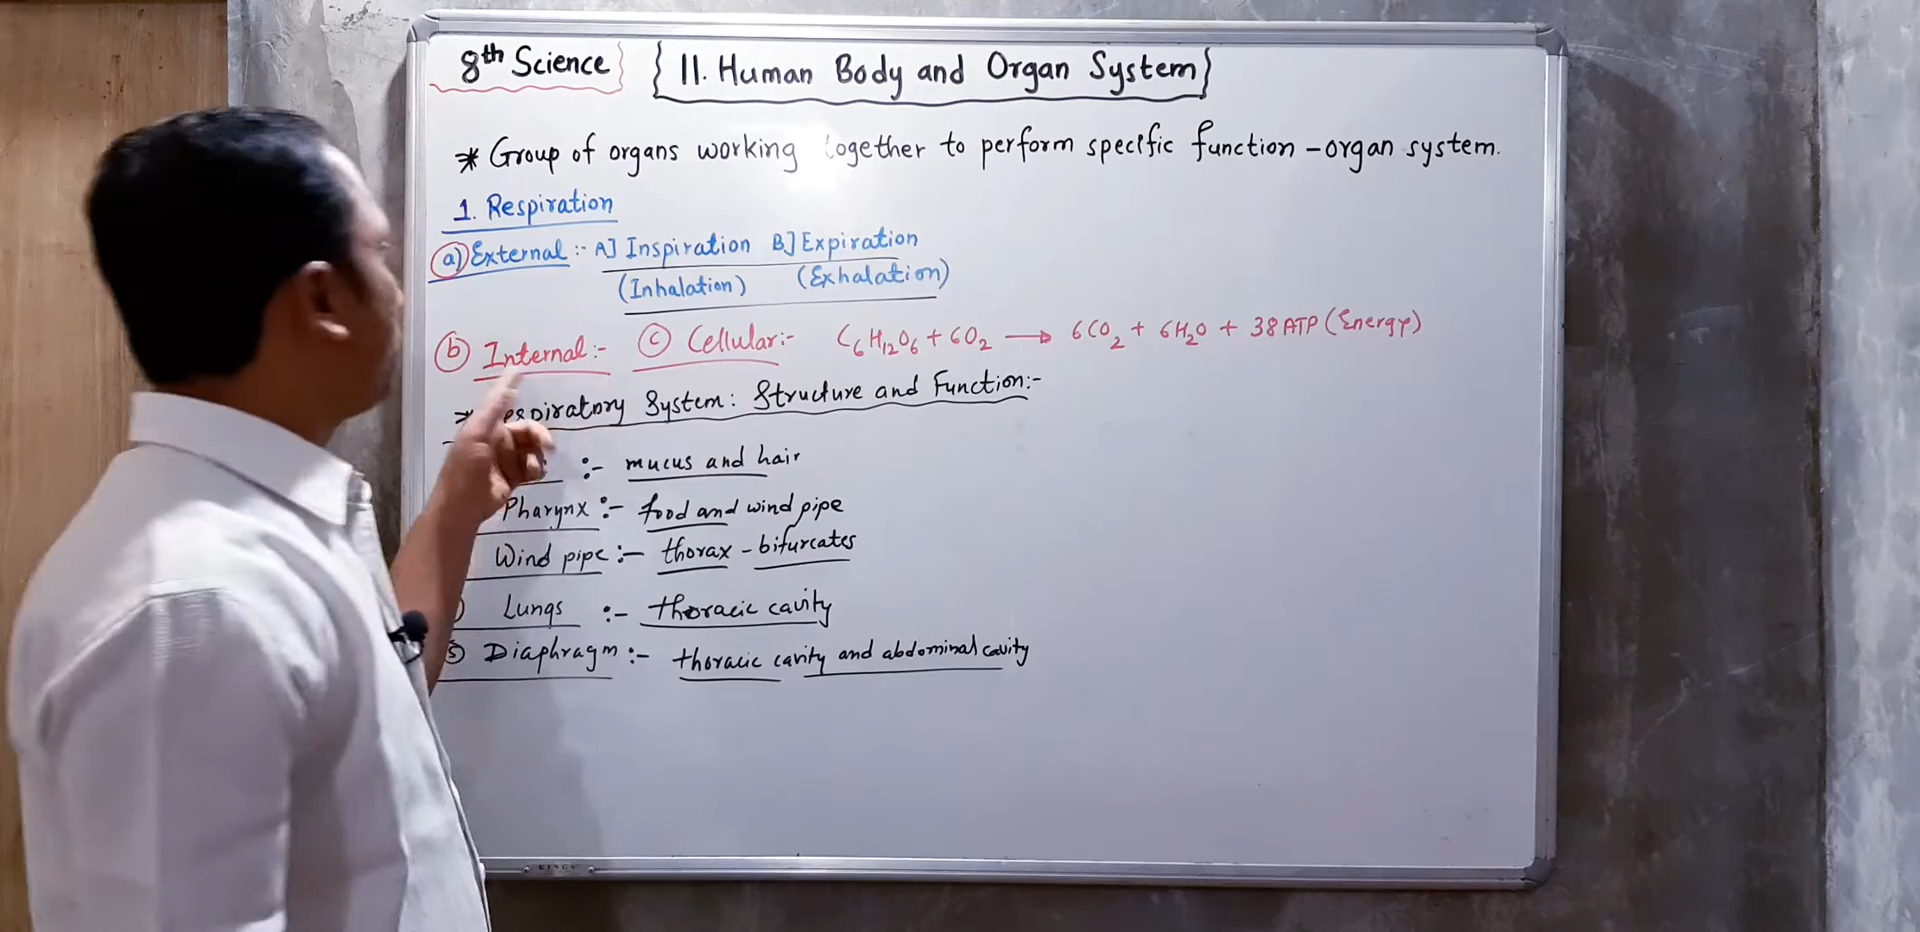 8th Science
11. Human Body and Organ System
* Group of organs working together to perform specific function - organ system.
1. Respiration
a) External :- A] Inspiration B] Expiration
(Inhalation) (Exhalation)
b) Internal :- c) Cellular :- C6H12O6 + 6O2 → 6CO2 + 6H2O + 38 ATP (Energy)
* espiratory System : Structure and Function :-
:- mucus and hair
Pharynx :- food and wind pipe
Wind pipe :- thorax - bifurcates
) Lungs :- thoracic cavity
5) Diaphragm :- thoracic cavity and abdominal cavity